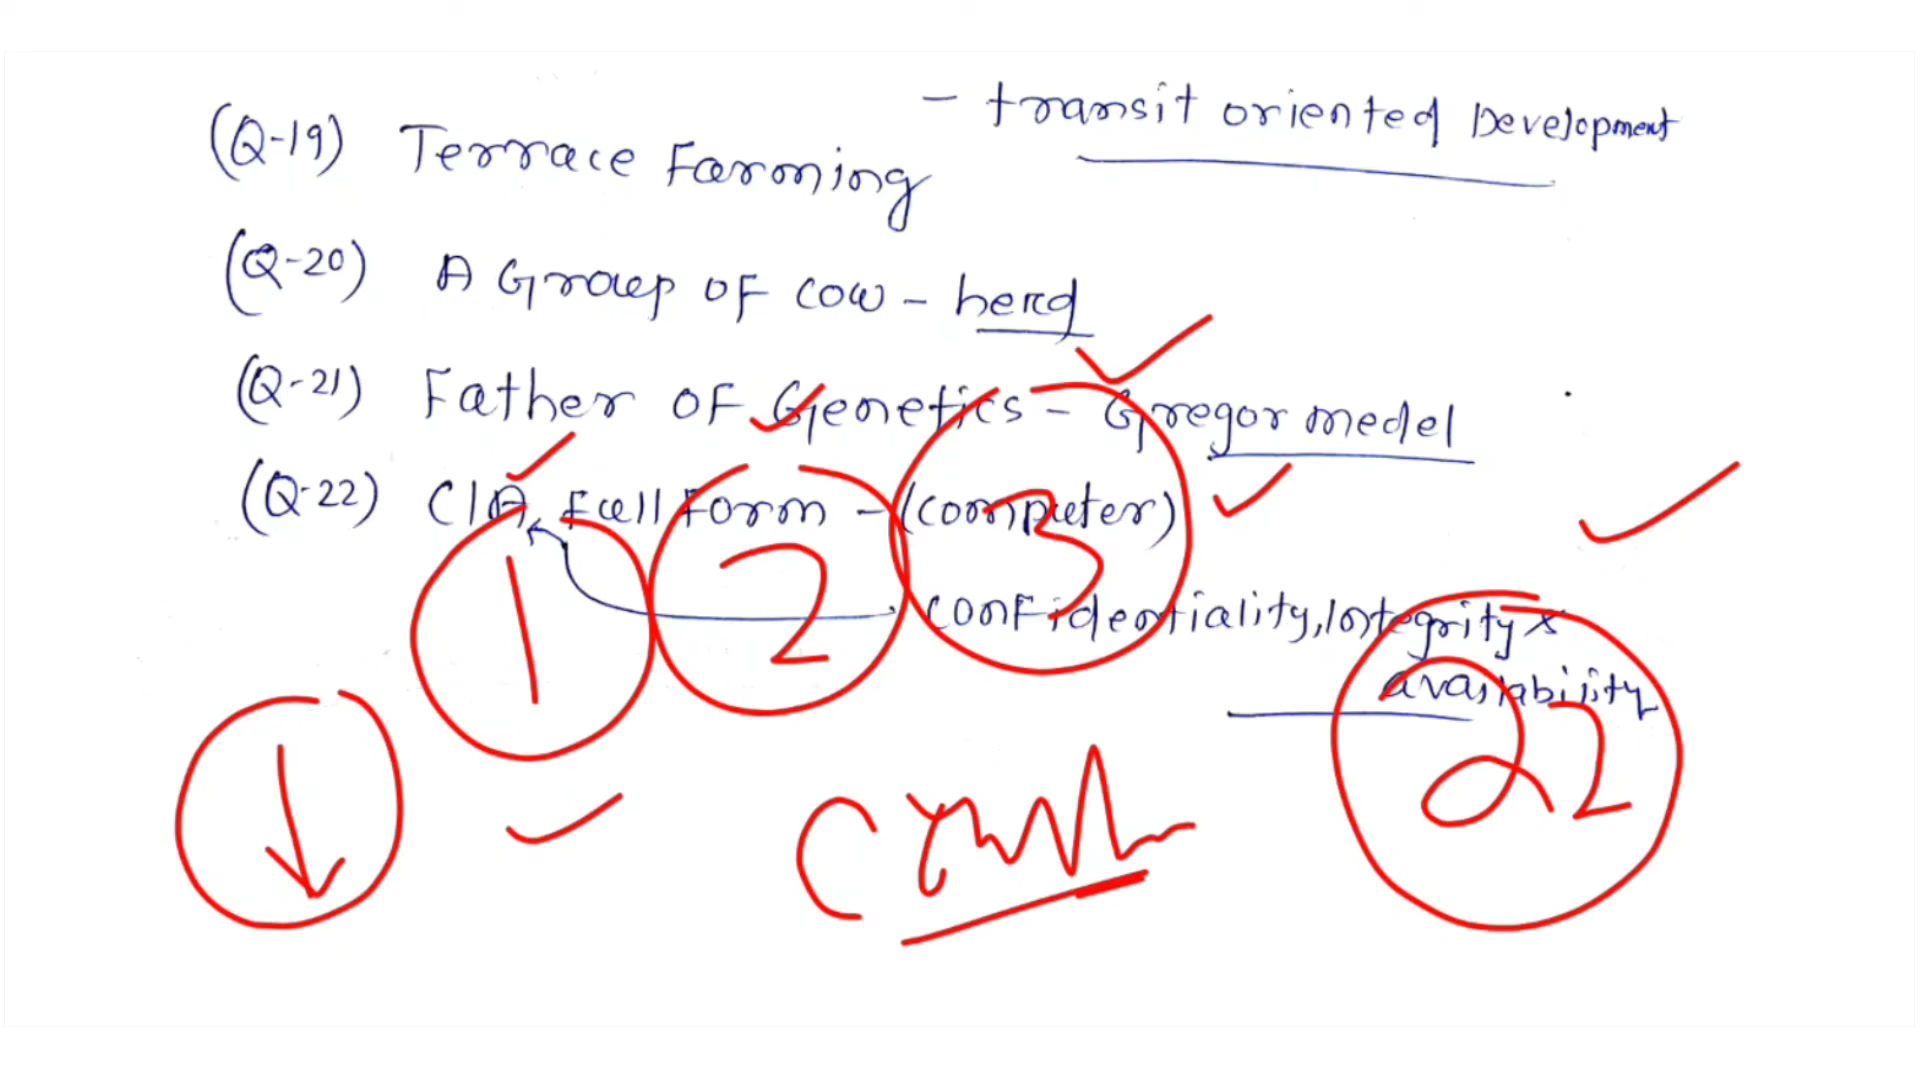 - transit oriented Development
(Q-19) Terrace Farming
(Q-20) A Group OF cow - herd
(Q-21) Father OF Genetics - Gregor medel
(Q-22) CIA Full Form - (computer)
confidentiality, Integrity &
availability
1 2 3
22